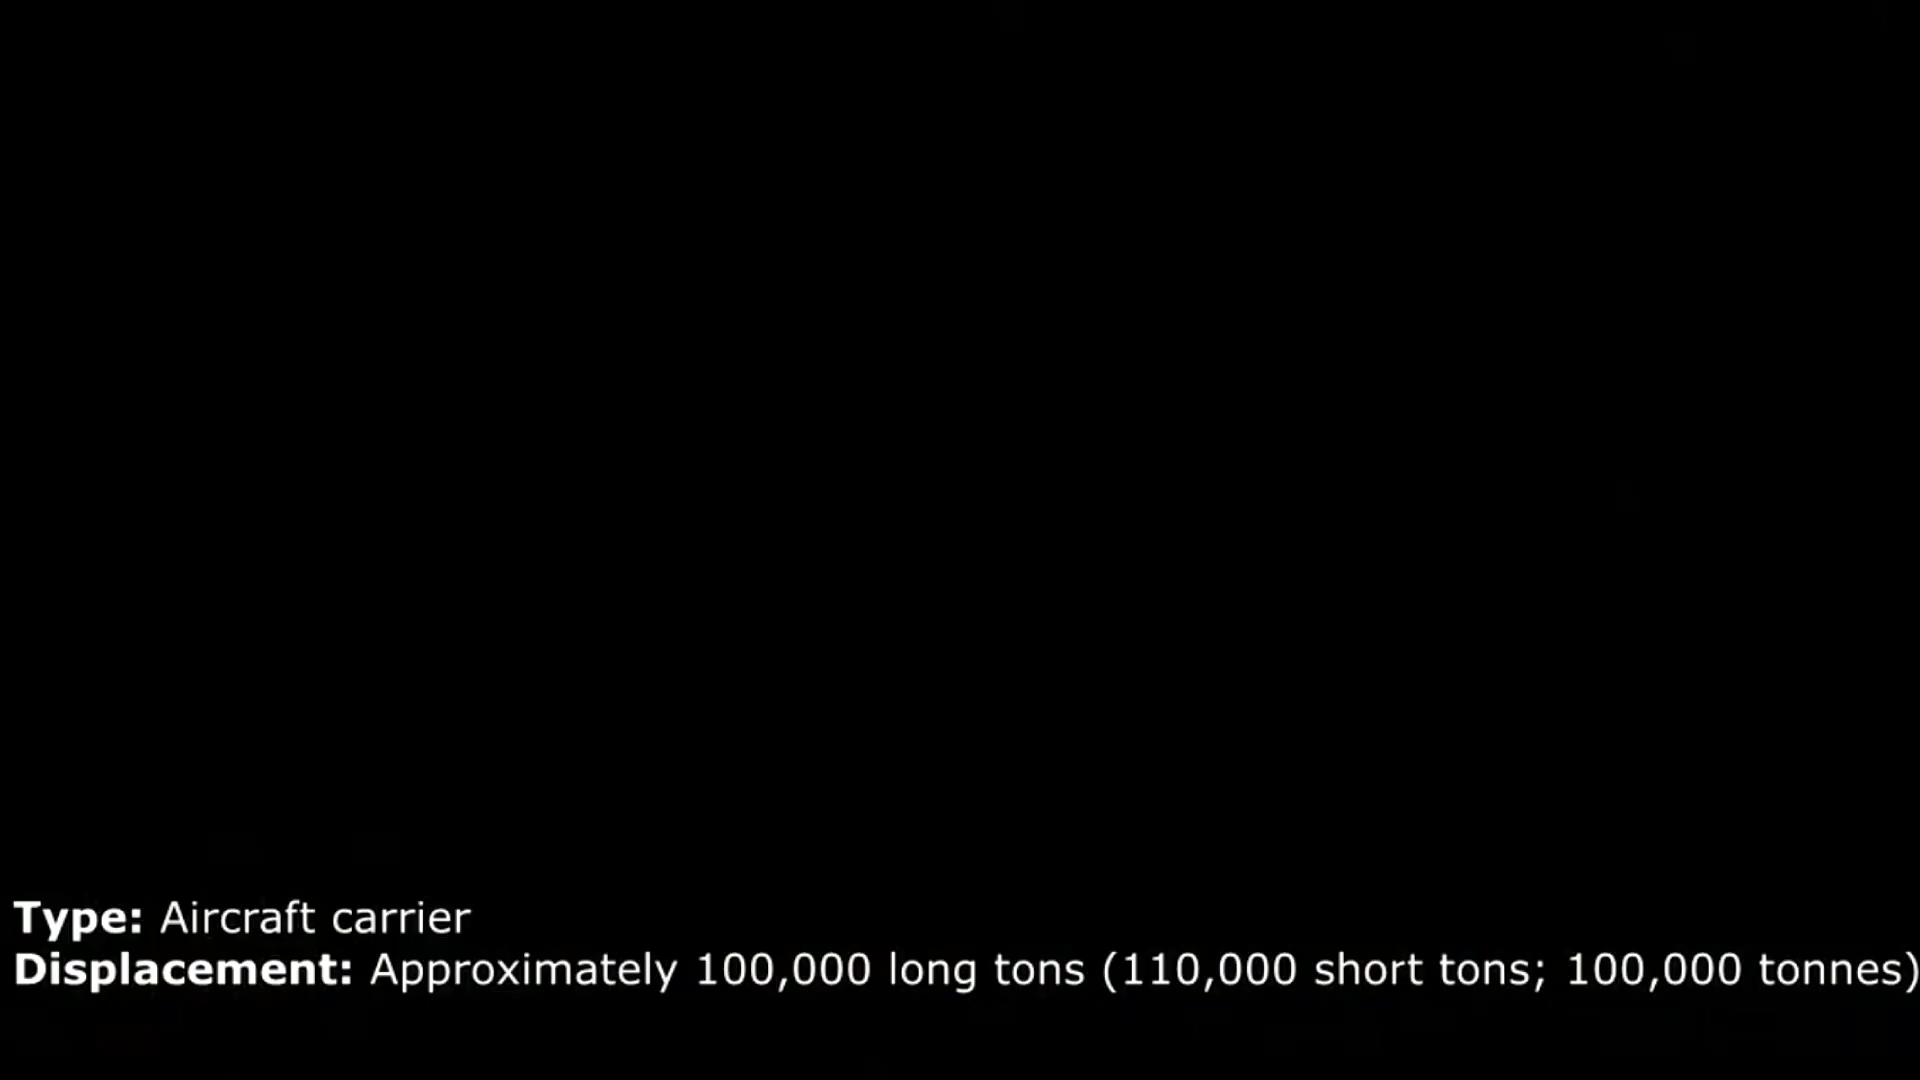 Type: Aircraft carrier
Displacement: Approximately 100,000 long tons (110,000 short tons; 100,000 tonnes)